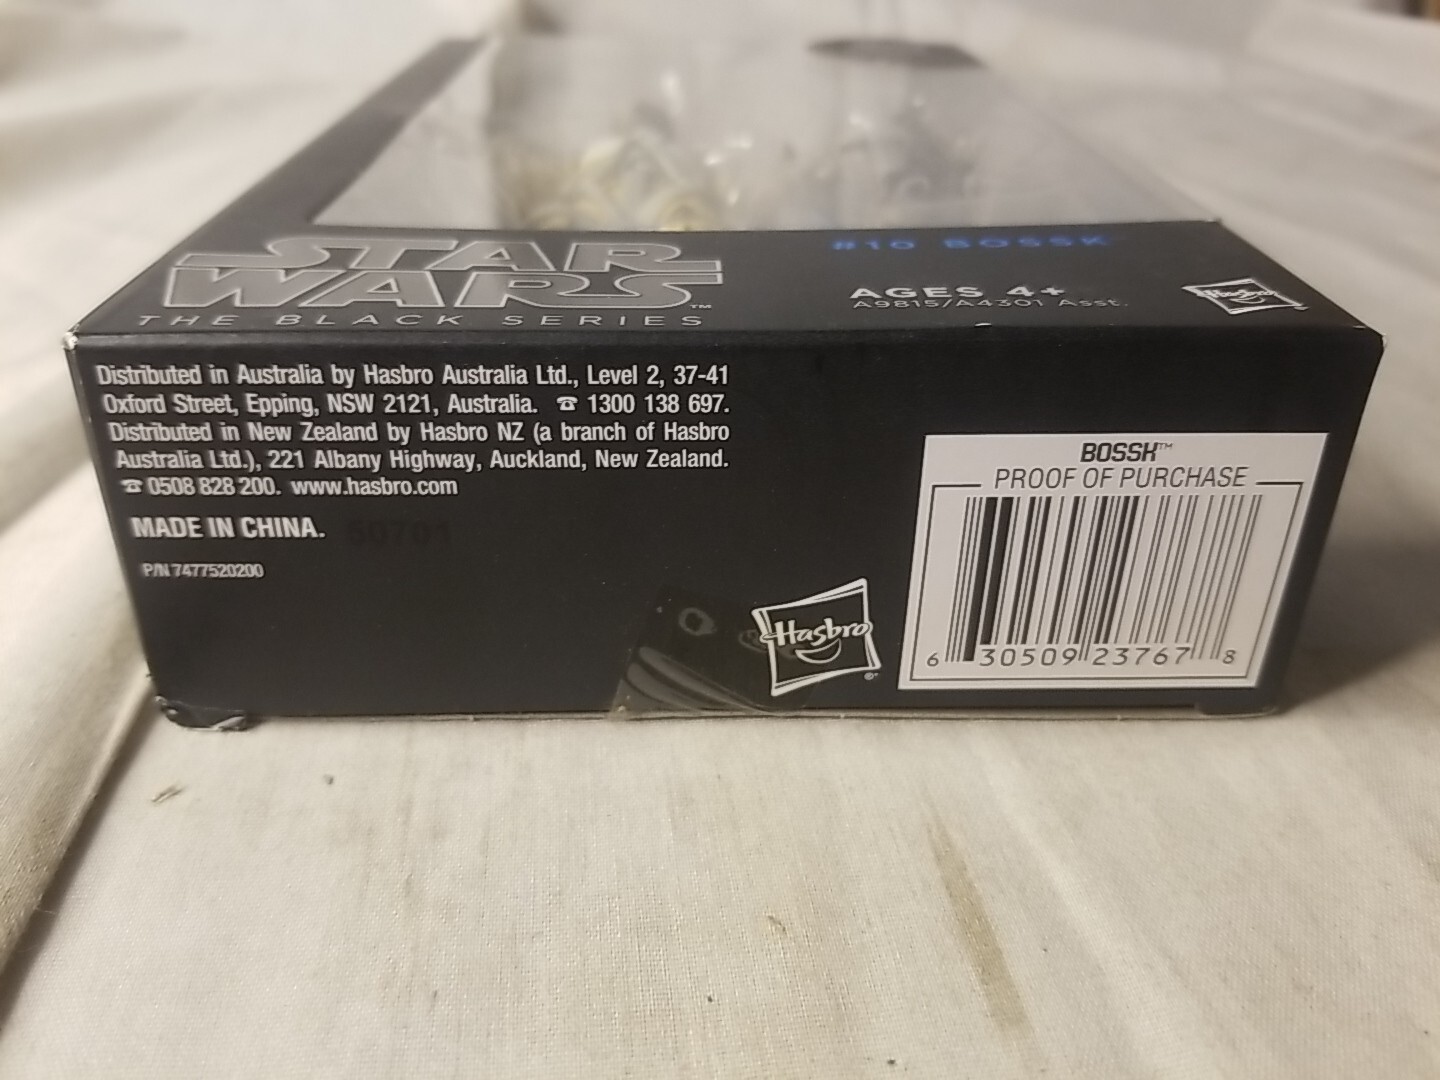 STAR
WARS™
THE BLACK SERIES
#10 BOSSK™
AGES 4+
A9815/A4301 Asst.
Hasbro
Distributed in Australia by Hasbro Australia Ltd., Level 2, 37-41
Oxford Street, Epping, NSW 2121, Australia. ☎ 1300 138 697.
Distributed in New Zealand by Hasbro NZ (a branch of Hasbro
Australia Ltd.), 221 Albany Highway, Auckland, New Zealand.
☎ 0508 828 200. www.hasbro.com
MADE IN CHINA. 50701
P/N 7477520200
Hasbro®
BOSSK™
PROOF OF PURCHASE
6 30509 23767 8